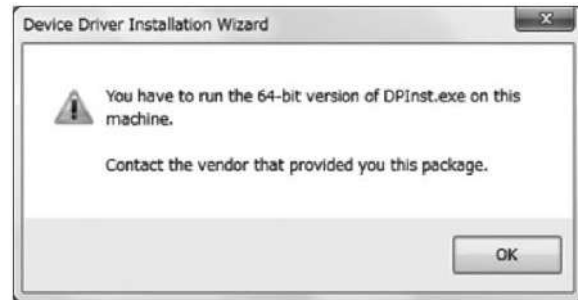 Device Driver Installation Wizard
You have to run the 64-bit version of DPInst.exe on this
machine.
Contact the vendor that provided you this package.
OK